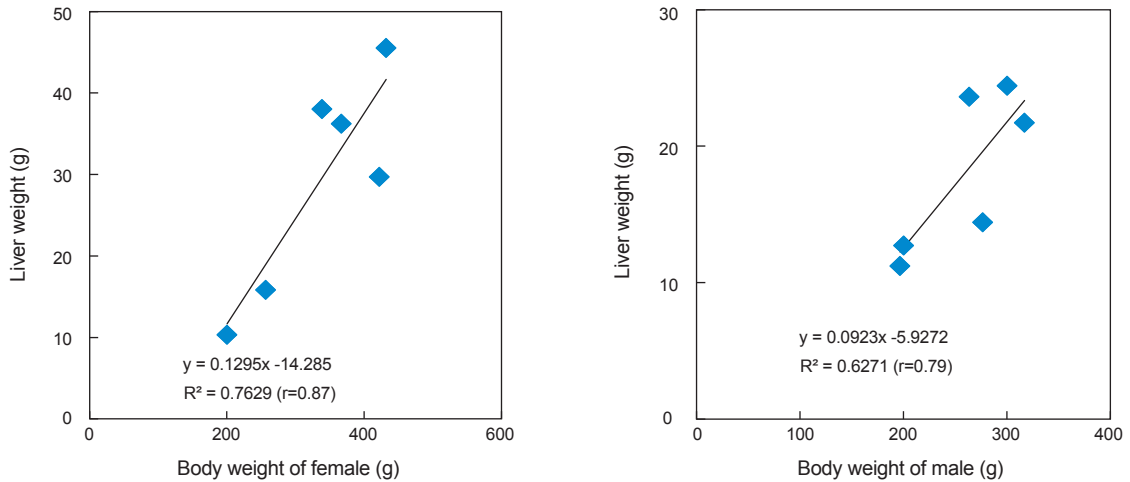 50
40
30
20
10
0
Liver weight (g)
y = 0.1295x -14.285
R² = 0.7629 (r=0.87)
0 200 400 600
Body weight of female (g)
30
20
10
0
Liver weight (g)
y = 0.0923x -5.9272
R² = 0.6271 (r=0.79)
0 100 200 300 400
Body weight of male (g)